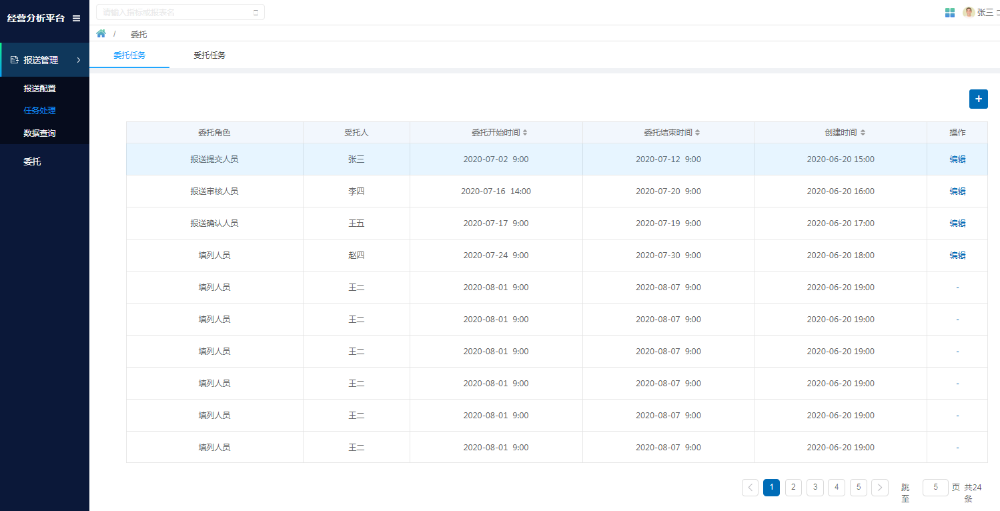 经营分析平台
请输入指标或报表名
张三
/ 委托
报送管理
报送配置
任务处理
数据查询
委托
委托任务 受托任务
+
委托角色 受托人 委托开始时间 委托结束时间 创建时间 操作
报送提交人员 张三 2020-07-02 9:00 2020-07-12 9:00 2020-06-20 15:00 编辑
报送审核人员 李四 2020-07-16 14:00 2020-07-20 9:00 2020-06-20 16:00 编辑
报送确认人员 王五 2020-07-17 9:00 2020-07-19 9:00 2020-06-20 17:00 编辑
填列人员 赵四 2020-07-24 9:00 2020-07-30 9:00 2020-06-20 18:00 编辑
填列人员 王二 2020-08-01 9:00 2020-08-07 9:00 2020-06-20 19:00 -
填列人员 王二 2020-08-01 9:00 2020-08-07 9:00 2020-06-20 19:00 -
填列人员 王二 2020-08-01 9:00 2020-08-07 9:00 2020-06-20 19:00 -
填列人员 王二 2020-08-01 9:00 2020-08-07 9:00 2020-06-20 19:00 -
填列人员 王二 2020-08-01 9:00 2020-08-07 9:00 2020-06-20 19:00 -
填列人员 王二 2020-08-01 9:00 2020-08-07 9:00 2020-06-20 19:00 -
1 2 3 4 5 跳至 5 页 共24条